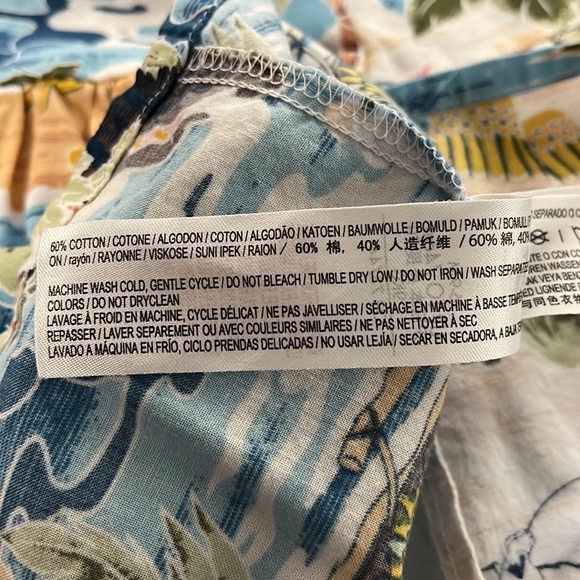 60% COTTON / COTONE / ALGODON / COTON / ALGODÃO / KATOEN / BAUMWOLLE / BOMULD / PAMUK /
ON / rayón / RAYONNE / VISKOSE / SUNI IPEK / RAION / 60% 棉, 40% 人造纤维 / 60% 綿, 40%
MACHINE WASH COLD, GENTLE CYCLE / DO NOT BLEACH / TUMBLE DRY LOW / DO NOT IRON / WASH
COLORS / DO NOT DRYCLEAN
LAVAGE À FROID EN MACHINE, CYCLE DÉLICAT / NE PAS JAVELLISER / SÉCHAGE EN MACHINE À BASSE
REPASSER / LAVER SEPARÉMENT OU AVEC COULEURS SIMILAIRES / NE PAS NETTOYER À SEC
LAVADO A MÁQUINA EN FRÍO, CICLO PRENDAS DELICADAS / NO USAR LEJÍA / SECAR EN SECADORA, A BAJA
SEPARADO O
WASSEN